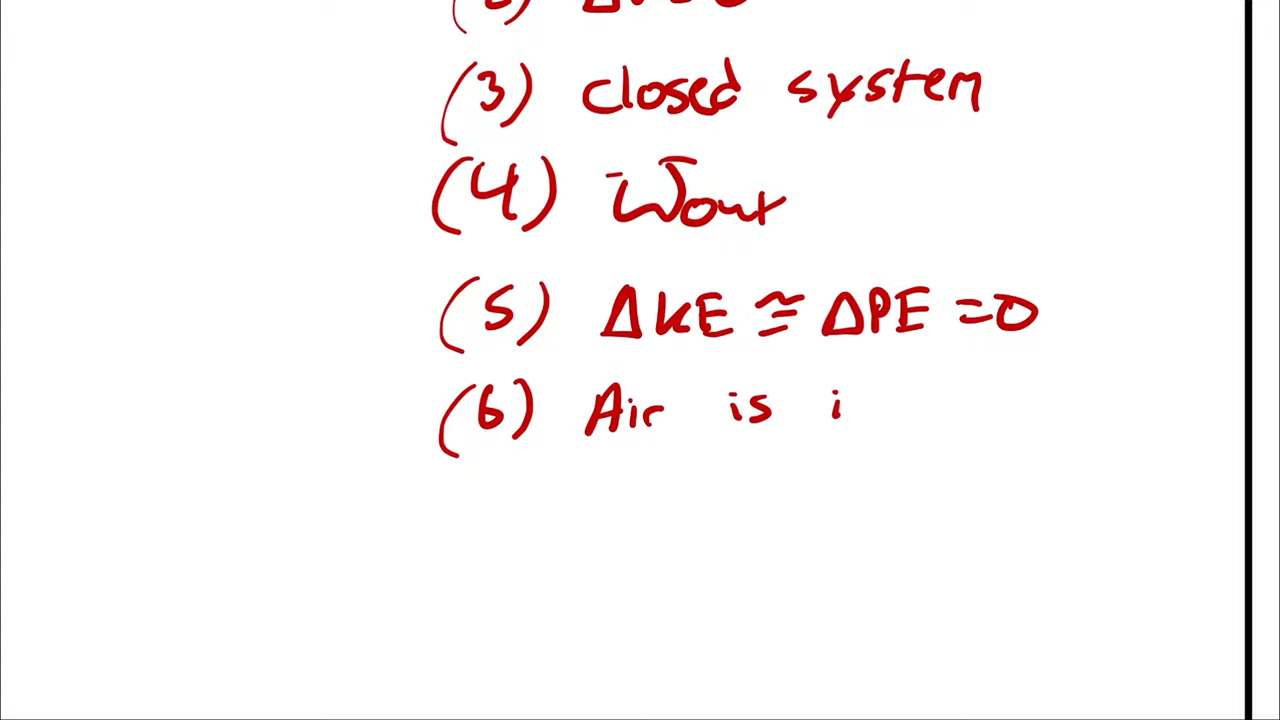 (3) closed system
(4) Wout
(5) ΔKE ≅ ΔPE = 0
(6) Air is i